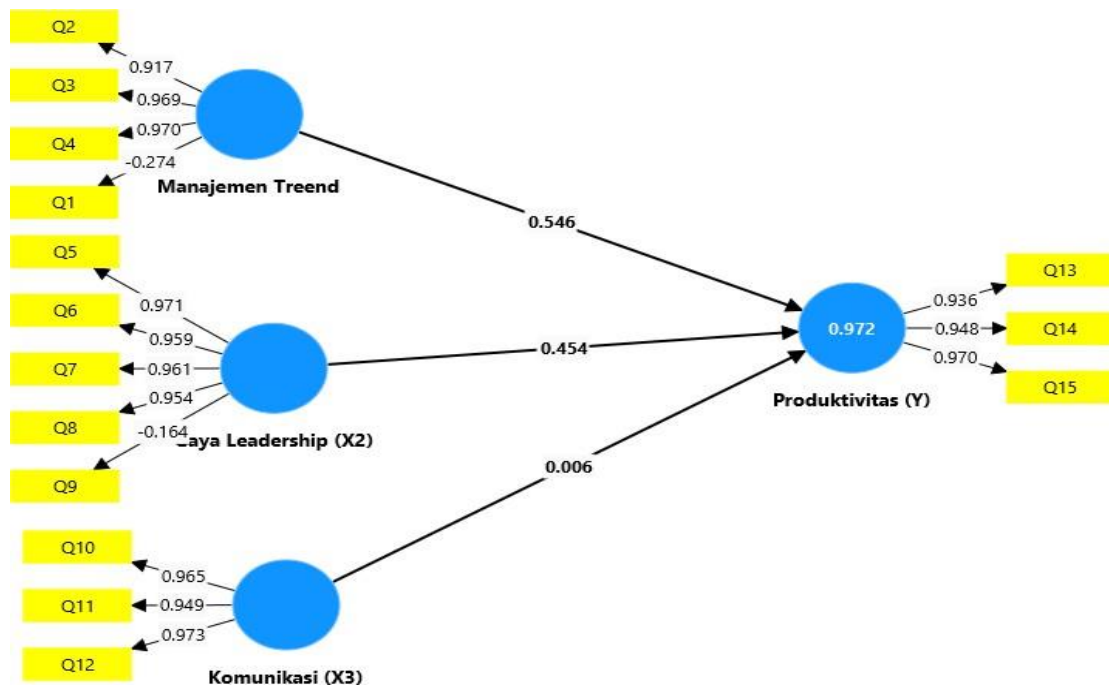 Q2
0.917
Q3
0.969
Q4
0.970
-0.274
Q1
Manajemen Treend
Q5
0.971
Q6
0.959
Q7
0.961
Q8
0.954
-0.164
aya Leadership (X2)
Q9
Q10
0.965
Q11
0.949
Q12
0.973
Komunikasi (X3)
0.546
0.454
0.006
0.972
Produktivitas (Y)
0.936
Q13
0.948
Q14
0.970
Q15